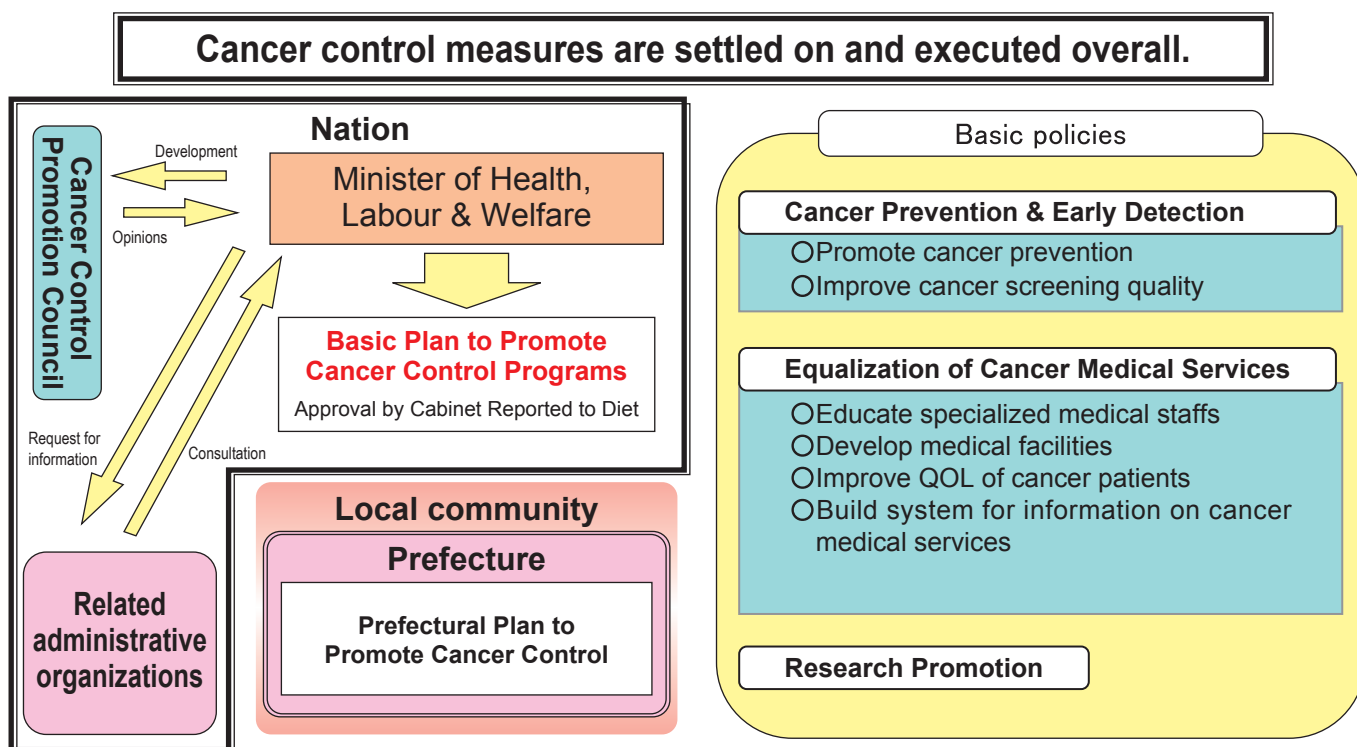 Cancer control measures are settled on and executed overall.
Nation
Cancer Control
Promotion Council
Development
Opinions
Minister of Health,
Labour & Welfare
Basic Plan to Promote
Cancer Control Programs
Approval by Cabinet Reported to Diet
Request for
information
Consultation
Related
administrative
organizations
Local community
Prefecture
Prefectural Plan to
Promote Cancer Control
Basic policies
Cancer Prevention & Early Detection
○Promote cancer prevention
○Improve cancer screening quality
Equalization of Cancer Medical Services
○Educate specialized medical staffs
○Develop medical facilities
○Improve QOL of cancer patients
○Build system for information on cancer
medical services
Research Promotion